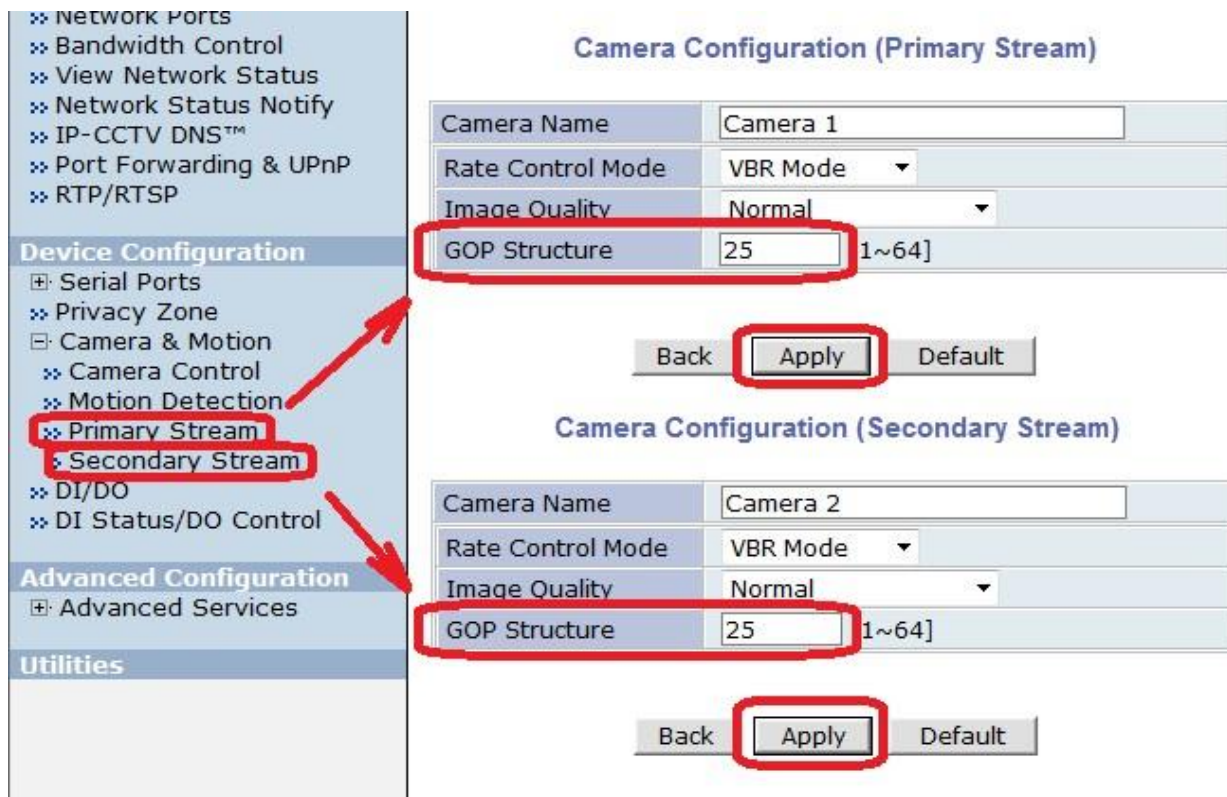 Network Ports
Bandwidth Control
View Network Status
Network Status Notify
IP-CCTV DNS™
Port Forwarding & UPnP
RTP/RTSP
Device Configuration
Serial Ports
Privacy Zone
Camera & Motion
Camera Control
Motion Detection
Primary Stream
Secondary Stream
DI/DO
DI Status/DO Control
Advanced Configuration
Advanced Services
Utilities
Camera Configuration (Primary Stream)
Camera Name Camera 1
Rate Control Mode VBR Mode
Image Quality Normal
GOP Structure 25 1~64]
Back Apply Default
Camera Configuration (Secondary Stream)
Camera Name Camera 2
Rate Control Mode VBR Mode
Image Quality Normal
GOP Structure 25 1~64]
Back Apply Default